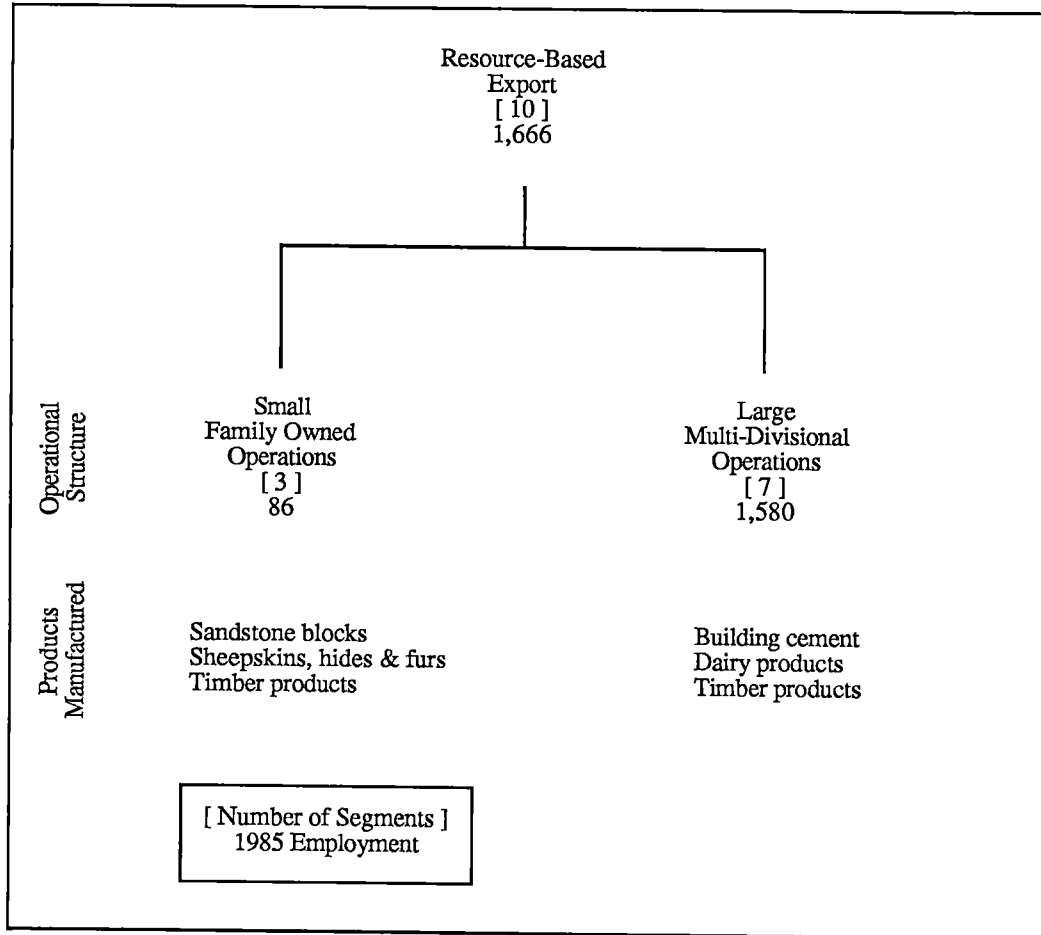 Resource-Based
Export
[ 10 ]
1,666
Operational
Structure
Small
Family Owned
Operations
[ 3 ]
86
Large
Multi-Divisional
Operations
[ 7 ]
1,580
Products
Manufactured
Sandstone blocks
Sheepskins, hides & furs
Timber products
Building cement
Dairy products
Timber products
[ Number of Segments ]
1985 Employment